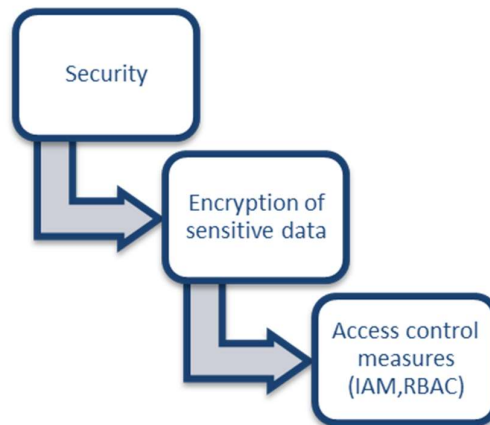 Security
Encryption of
sensitive data
Access control
measures
(IAM,RBAC)